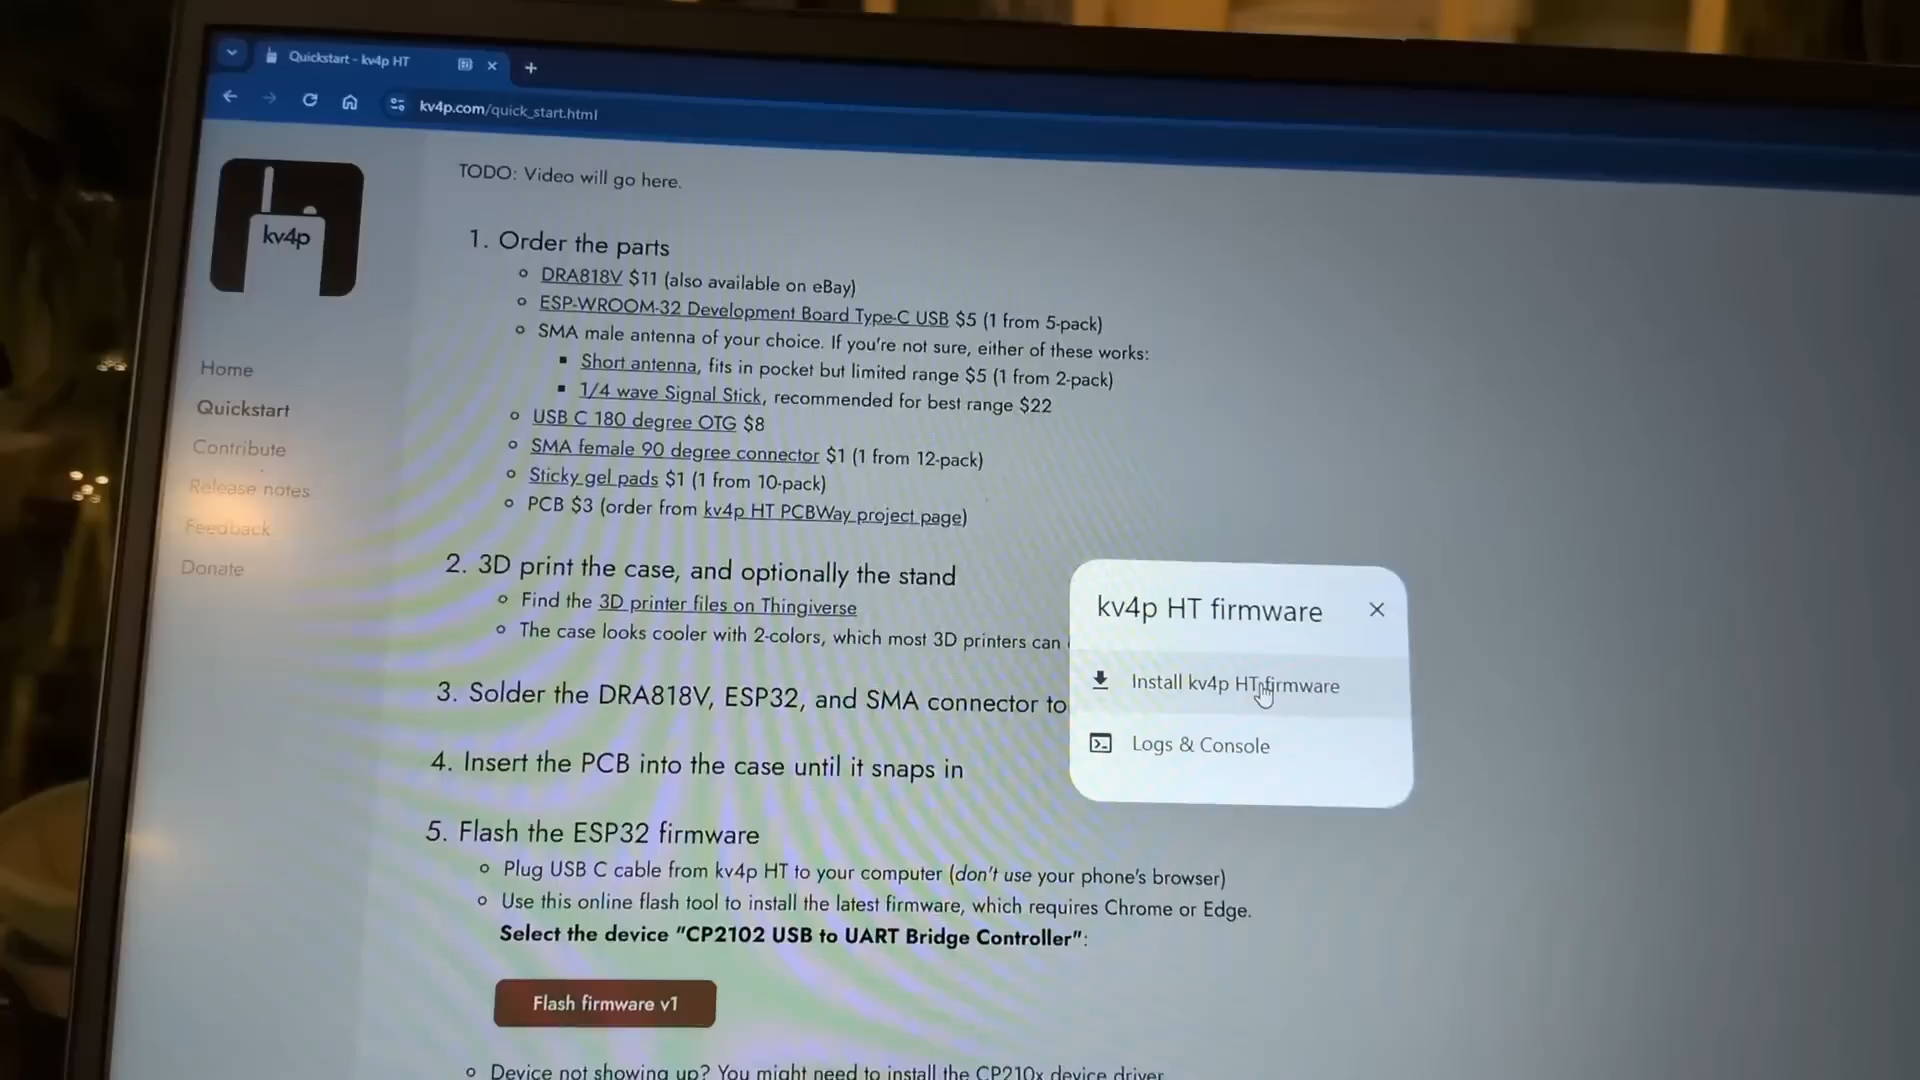 Quickstart - kv4p HT
kv4p.com/quick_start.html
kv4p
Home
Quickstart
Contribute
Release notes
Feedback
Donate
TODO: Video will go here.
1. Order the parts
DRA818V $11 (also available on eBay)
ESP-WROOM-32 Development Board Type-C USB $5 (1 from 5-pack)
SMA male antenna of your choice. If you're not sure, either of these works:
Short antenna, fits in pocket but limited range $5 (1 from 2-pack)
1/4 wave Signal Stick, recommended for best range $22
USB C 180 degree OTG $8
SMA female 90 degree connector $1 (1 from 12-pack)
Sticky gel pads $1 (1 from 10-pack)
PCB $3 (order from kv4p HT PCBWay project page)
2. 3D print the case, and optionally the stand
Find the 3D printer files on Thingiverse
The case looks cooler with 2-colors, which most 3D printers can
3. Solder the DRA818V, ESP32, and SMA connector to
4. Insert the PCB into the case until it snaps in
5. Flash the ESP32 firmware
Plug USB C cable from kv4p HT to your computer (don't use your phone's browser)
Use this online flash tool to install the latest firmware, which requires Chrome or Edge.
Select the device "CP2102 USB to UART Bridge Controller":
Flash firmware v1
Device not showing up? You might need to install the CP210x device driver
kv4p HT firmware
Install kv4p HT firmware
Logs & Console